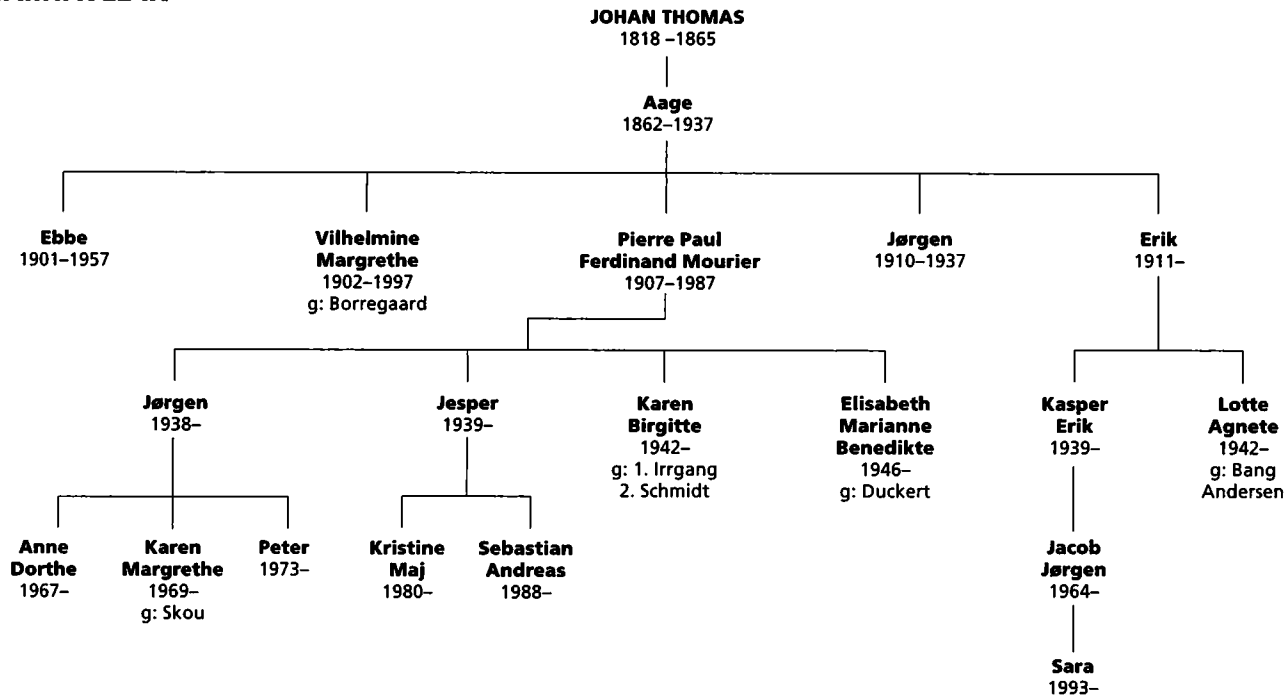 JOHAN THOMAS
1818 –1865
Aage
1862–1937
Ebbe
1901–1957
Vilhelmine
Margrethe
1902–1997
g: Borregaard
Pierre Paul
Ferdinand Mourier
1907–1987
Jørgen
1910–1937
Erik
1911–
Jørgen
1938–
Jesper
1939–
Karen
Birgitte
1942–
g: 1. Irrgang
2. Schmidt
Elisabeth
Marianne
Benedikte
1946–
g: Duckert
Kasper
Erik
1939–
Lotte
Agnete
1942–
g: Bang
Andersen
Anne
Dorthe
1967–
Karen
Margrethe
1969–
g: Skou
Peter
1973–
Kristine
Maj
1980–
Sebastian
Andreas
1988–
Jacob
Jørgen
1964–
Sara
1993–